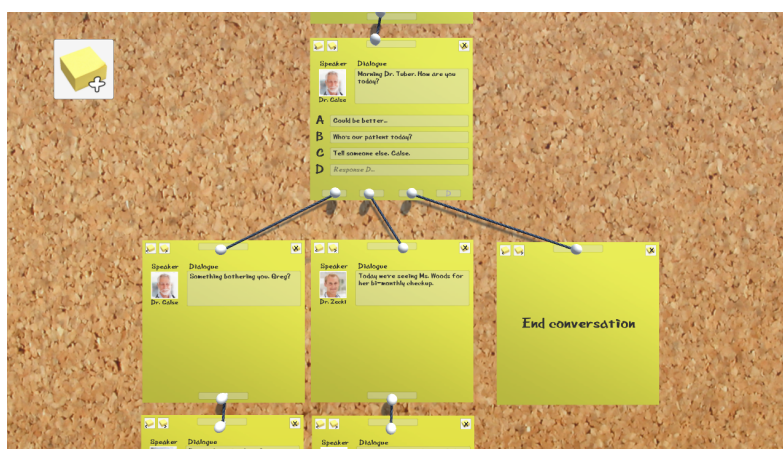 Speaker Dialogue
Morning Dr. Tuber. How are you
today?
Dr. Calse
A Could be better..
B Who's our patient today?
C Tell someone else. Calse.
D Response D..
Speaker Dialogue
Something bothering you. Greg?
Dr. Calse
Speaker Dialogue
Today we're seeing Ms. Woods for
her bi-monthly checkup.
Dr. Zecki
End conversation
Speaker Dialogue
Speaker Dialogue